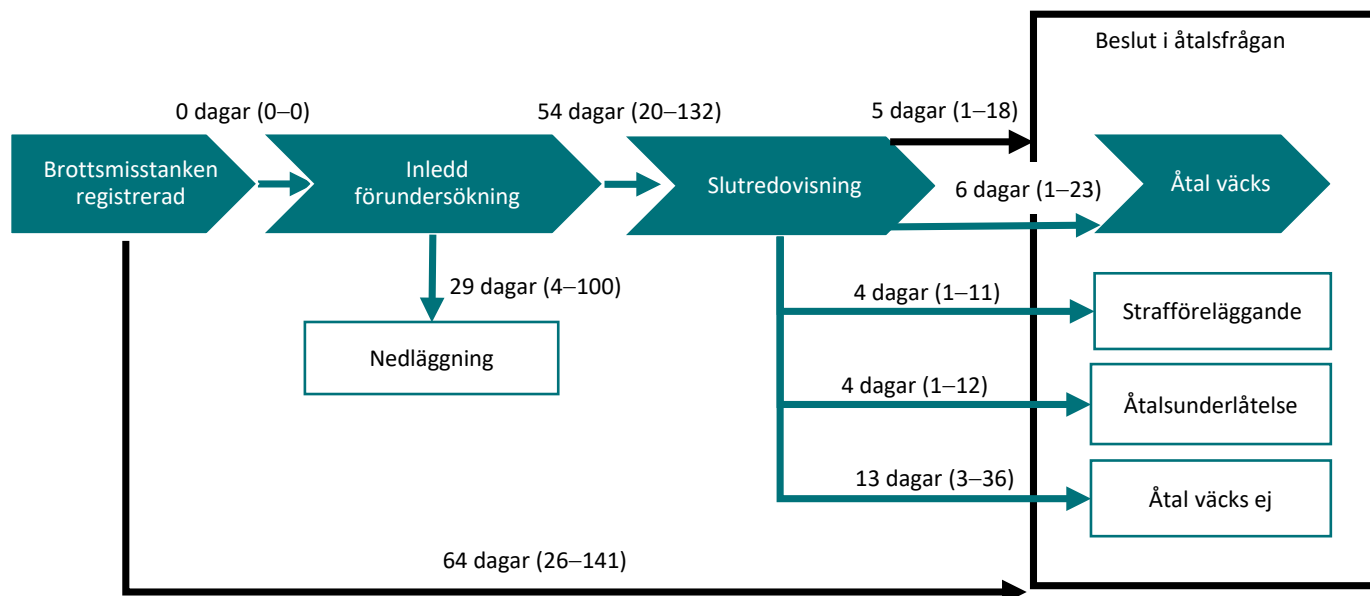 Beslut i åtalsfrågan
0 dagar (0–0)
54 dagar (20–132)
5 dagar (1–18)
Brottsmisstanken
registrerad
Inledd
förundersökning
Slutredovisning
6 dagar (1–23)
Åtal väcks
29 dagar (4–100)
Nedläggning
4 dagar (1–11)
Strafföreläggande
4 dagar (1–12)
Åtalsunderlåtelse
13 dagar (3–36)
Åtal väcks ej
64 dagar (26–141)